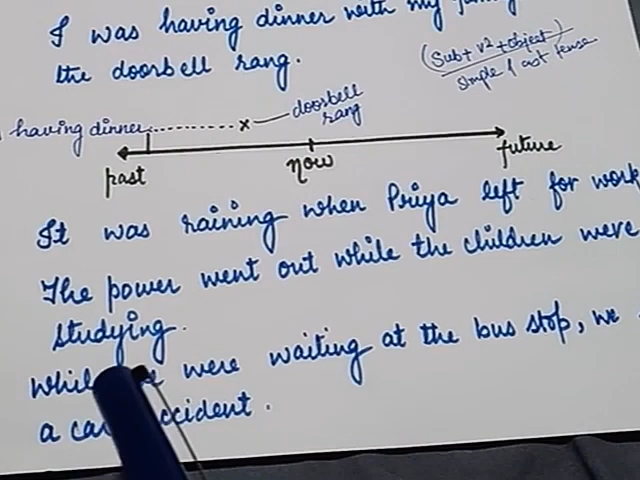 I was having dinner with my family
the doorbell rang.
(Sub + V2 + object)
simple past tense
having dinner
doorbell
rang
past
now
future
It was raining when Priya left for work
The power went out while the children were
studying.
were waiting at the bus stop, we
a